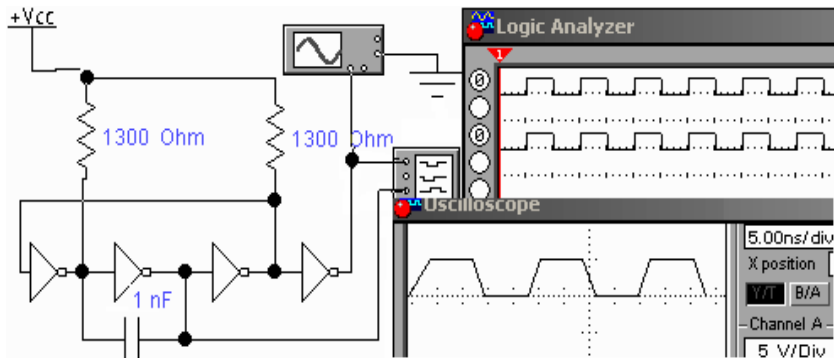 +Vcc
Logic Analyzer
1
0
1300 Ohm
1300 Ohm
0
Oscilloscope
5.00ns/div
X position
Y/T B/A
1 nF
Channel A
5 V/Div